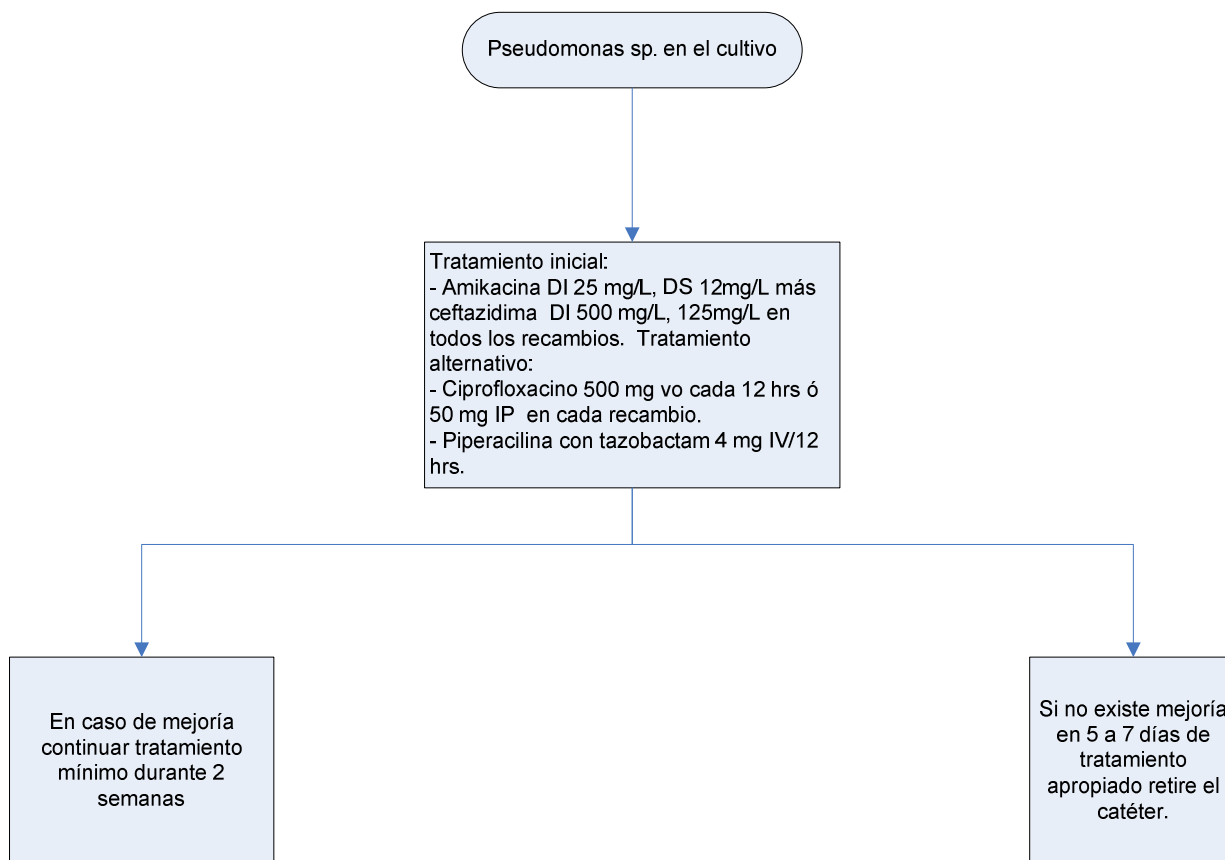 Pseudomonas sp. en el cultivo
Tratamiento inicial:
- Amikacina DI 25 mg/L, DS 12mg/L más
ceftazidima DI 500 mg/L, 125mg/L en
todos los recambios. Tratamiento
alternativo:
- Ciprofloxacino 500 mg vo cada 12 hrs ó
50 mg IP en cada recambio.
- Piperacilina con tazobactam 4 mg IV/12
hrs.
En caso de mejoría
continuar tratamiento
mínimo durante 2
semanas
Si no existe mejoría
en 5 a 7 días de
tratamiento
apropiado retire el
catéter.